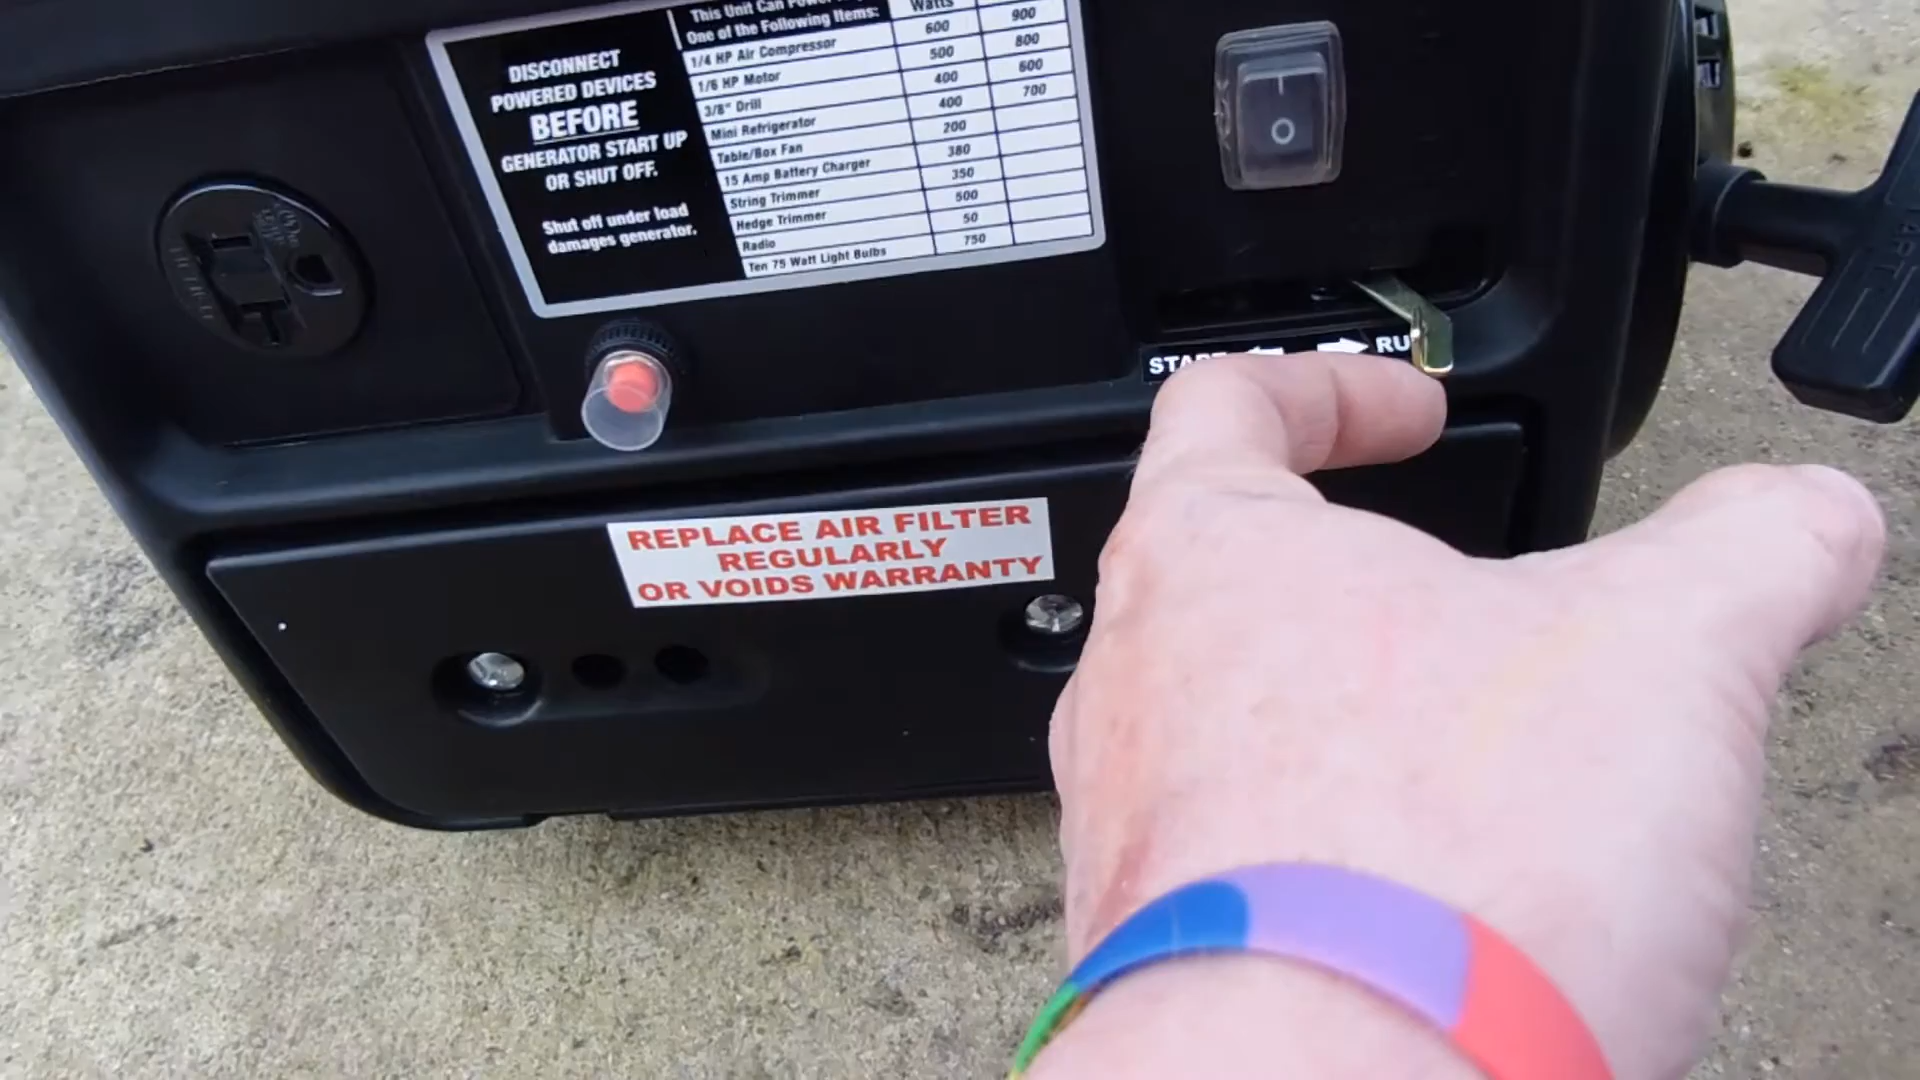 DISCONNECT
POWERED DEVICES
BEFORE
GENERATOR START UP
OR SHUT OFF.
Shut off under load
damages generator.
This Unit Can
One of the Following Items:
Watts
1/4 HP Air Compressor 600 900
1/6 HP Motor 500 800
3/8" Drill 400 600
Mini Refrigerator 400 700
Table/Box Fan 200
15 Amp Battery Charger 380
String Trimmer 350
Hedge Trimmer 500
Radio 50
Ten 75 Watt Light Bulbs 750
RU
REPLACE AIR FILTER
REGULARLY
OR VOIDS WARRANTY